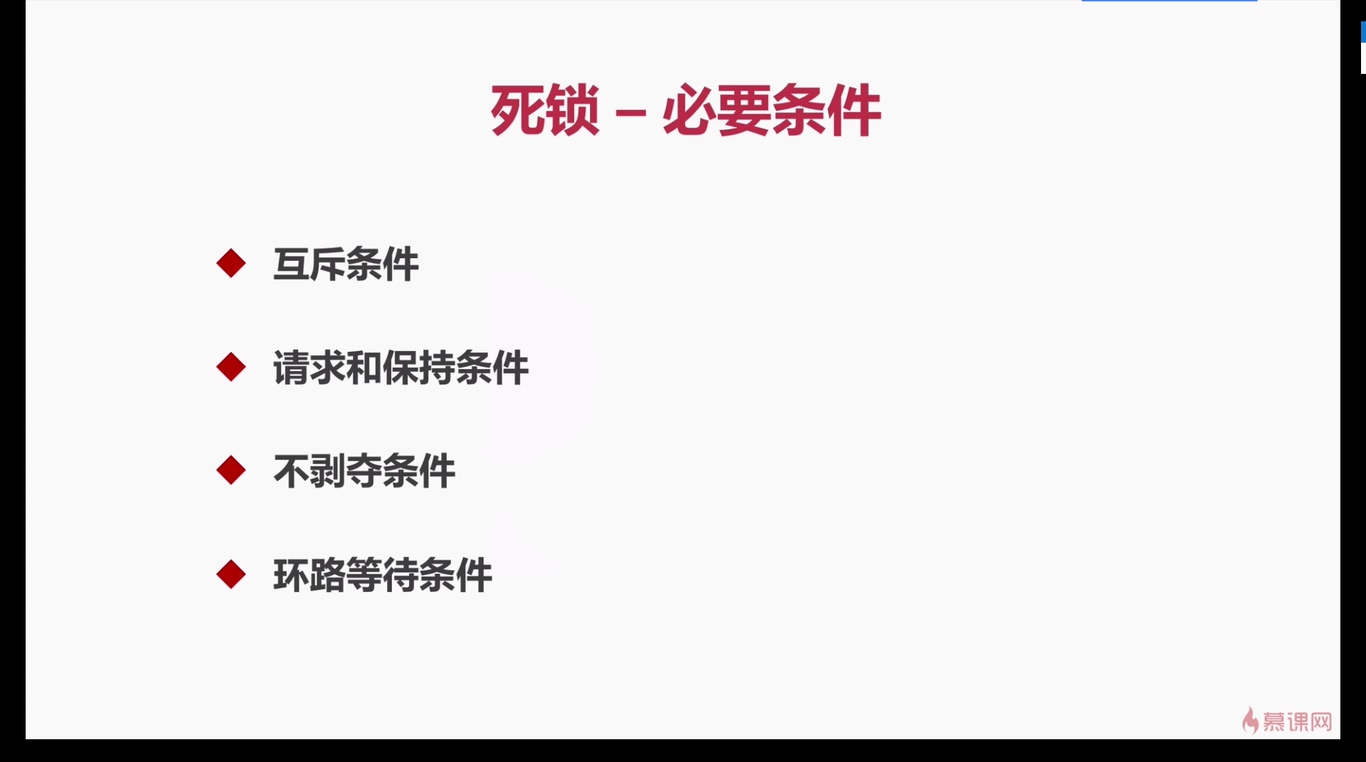 死锁 – 必要条件
互斥条件
请求和保持条件
不剥夺条件
环路等待条件
慕课网